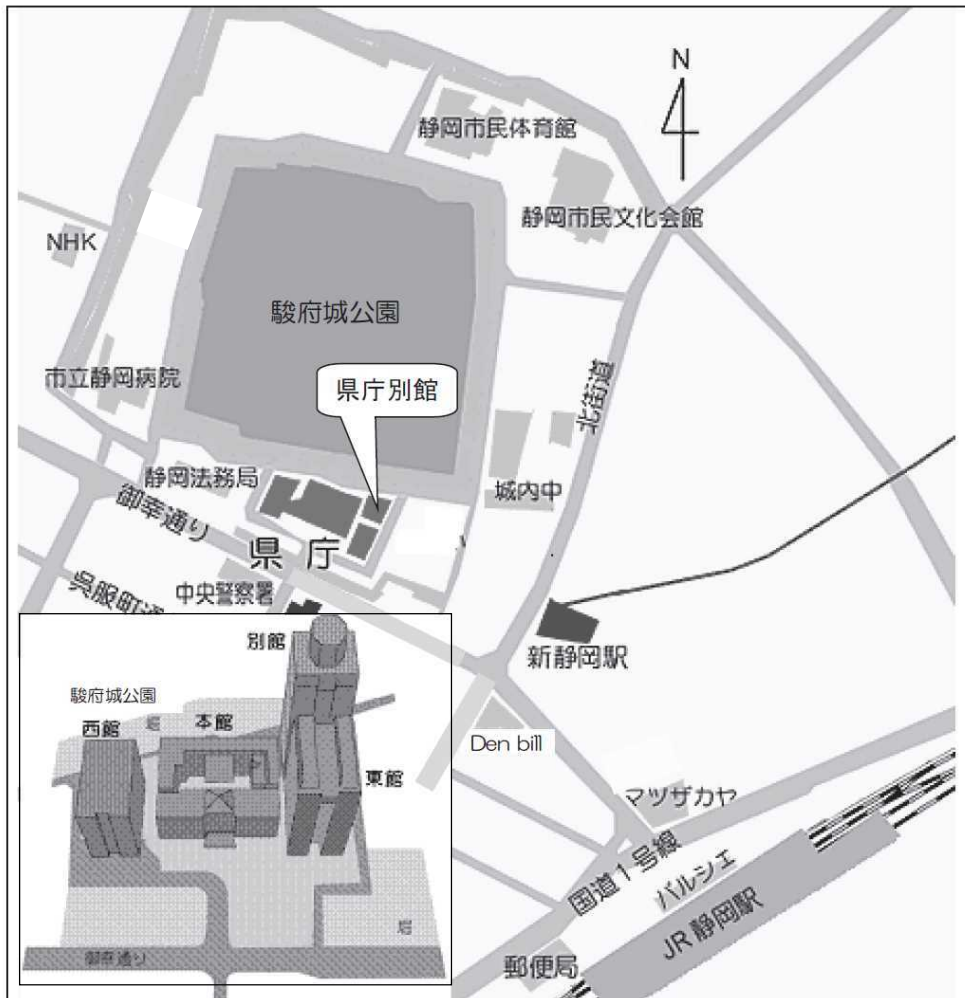 N
静岡市民体育館
静岡市民文化会館
NHK
駿府城公園
市立静岡病院
県庁別館
北街道
静岡法務局
城内中
御幸通り
県庁
呉服町通
中央警察署
新静岡駅
別館
駿府城公園
堀
本館
西館
東館
堀
御幸通り
Den bill
マツザカヤ
国道1号線
パルシェ
JR静岡駅
郵便局